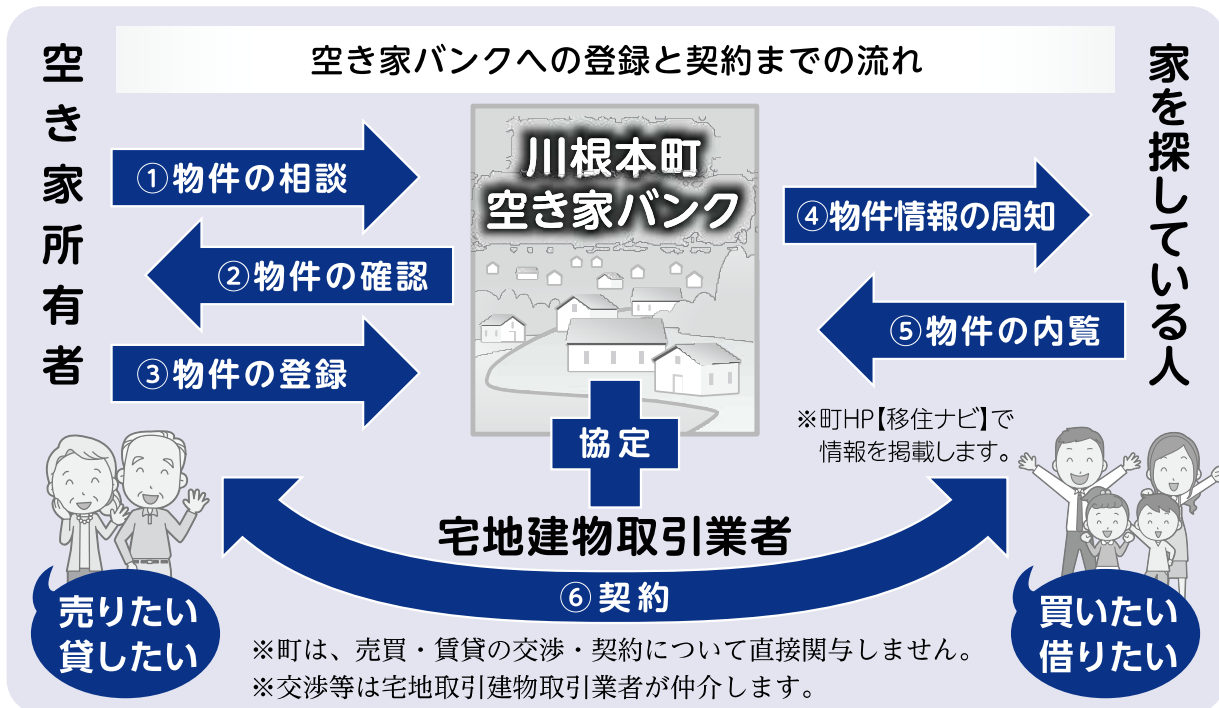 空き家バンクへの登録と契約までの流れ
空き家所有者
家を探している人
川根本町
空き家バンク
①物件の相談
②物件の確認
③物件の登録
④物件情報の周知
⑤物件の内覧
※町HP【移住ナビ】で
情報を掲載します。
協定
宅地建物取引業者
⑥契約
売りたい
貸したい
買いたい
借りたい
※町は、売買・賃貸の交渉・契約について直接関与しません。
※交渉等は宅地取引建物取引業者が仲介します。